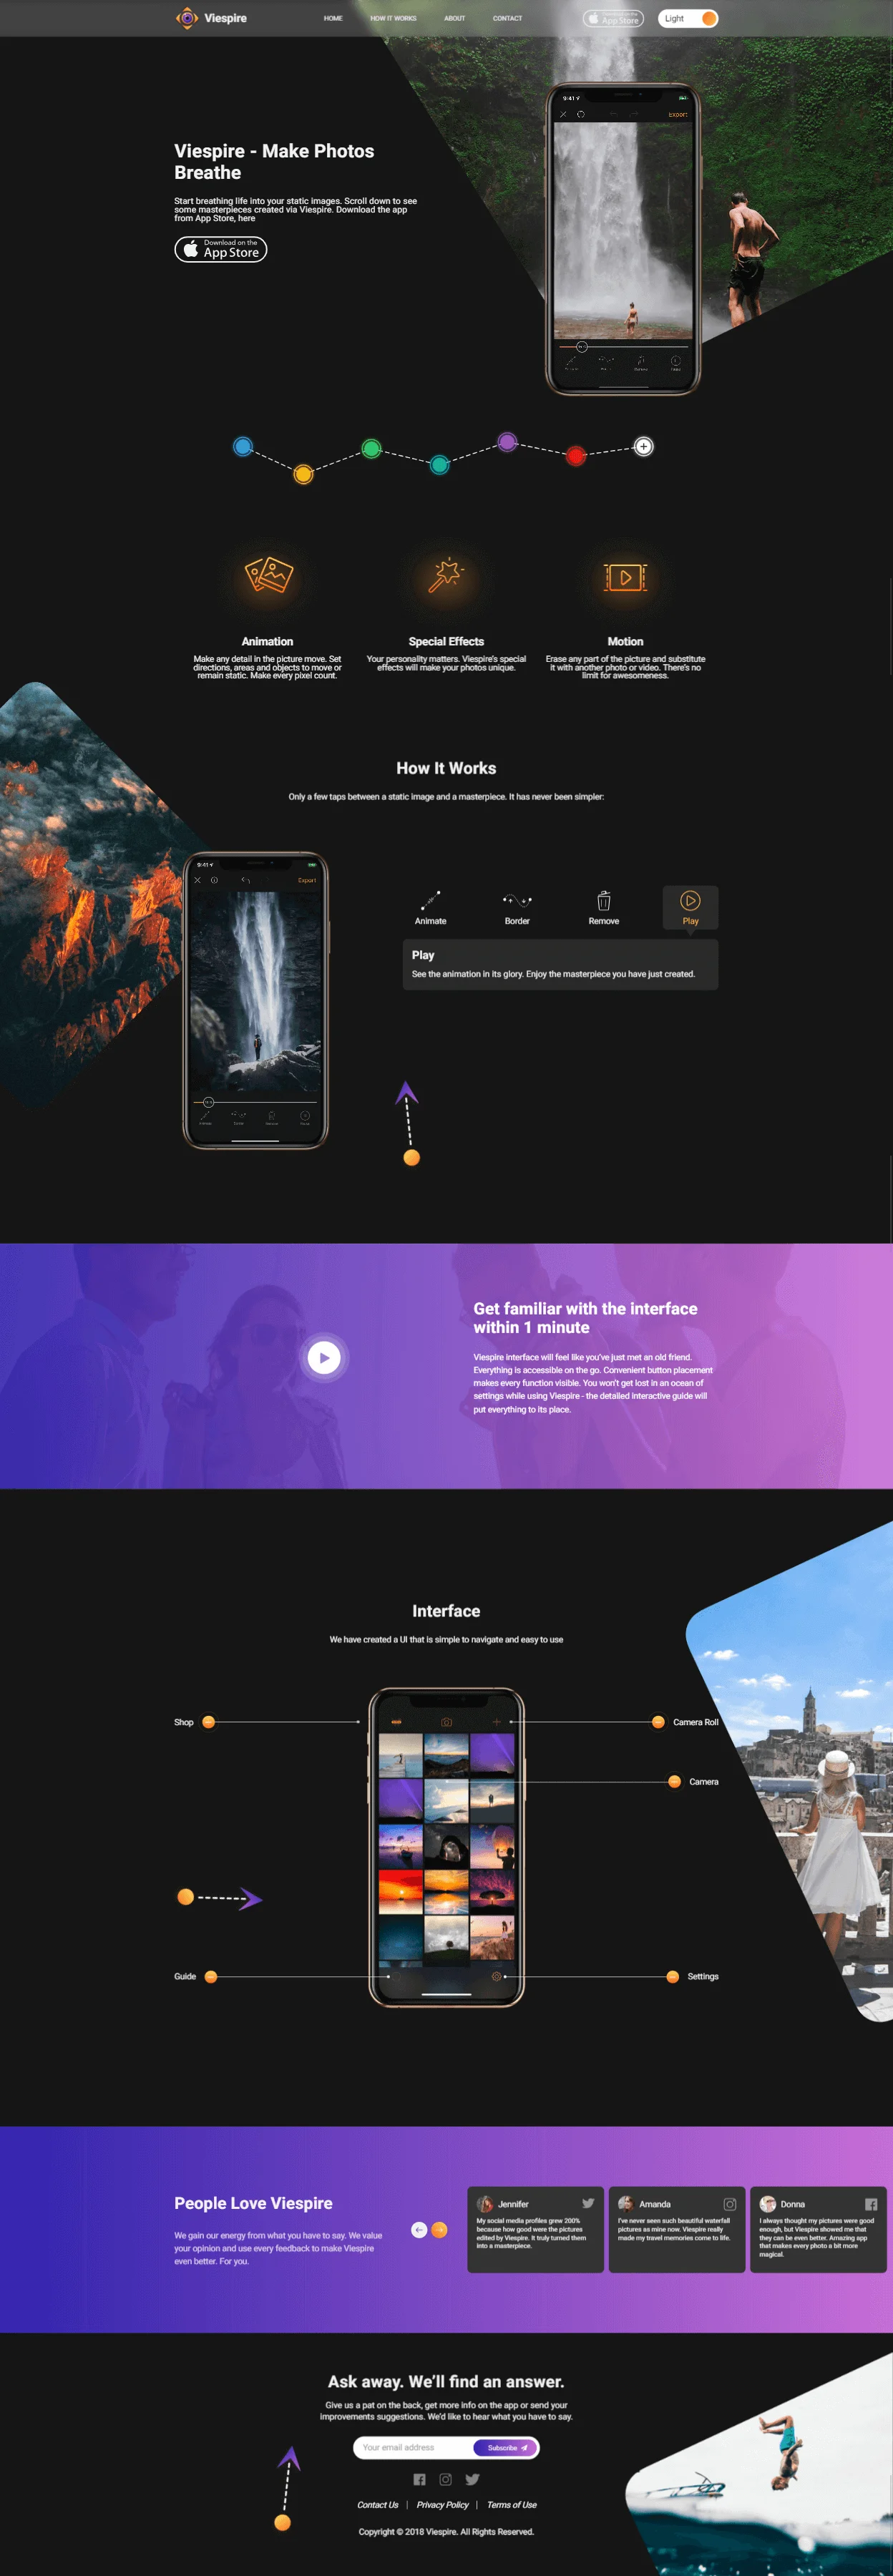 Viespire
HOME
HOW IT WORKS
ABOUT
CONTACT
Download on the
App Store
Light
9:41
Export
Viespire - Make Photos
Breathe
Start breathing life into your static images. Scroll down to see
some masterpieces created via Viespire. Download the app
from App Store, here
Download on the
App Store
Animation
Make any detail in the picture move. Set
directions, areas and objects to move or
remain static. Make every pixel count.
Special Effects
Your personality matters. Viespire's special
effects will make your photos unique.
Motion
Erase any part of the picture and substitute
it with another photo or video. There's no
limit for awesomeness.
How It Works
Only a few taps between a static image and a masterpiece. It has never been simpler:
9:41
Export
Animate
Border
Remove
Play
Play
See the animation in its glory. Enjoy the masterpiece you have just created.
Get familiar with the interface
within 1 minute
Viespire interface will feel like you've just met an old friend.
Everything is accessible on the go. Convenient button placement
makes every function visible. You won't get lost in an ocean of
settings while using Viespire - the detailed interactive guide will
put everything to its place.
Interface
We have created a UI that is simple to navigate and easy to use
Shop
Camera Roll
Camera
Guide
Settings
People Love Viespire
We gain our energy from what you have to say. We value
your opinion and use every feedback to make Viespire
even better. For you.
Jennifer
My social media profiles grew 200%
because how good were the pictures
edited by Viespire. It truly turned them
into a masterpiece.
Amanda
I've never seen such beautiful waterfall
pictures as mine now. Viespire really
made my travel memories come to life.
Donna
I always thought my pictures were good
enough, but Viespire showed me that
they can be even better. Amazing app
that makes every photo a bit more
magical.
Ask away. We'll find an answer.
Give us a pat on the back, get more info on the app or send your
improvements suggestions. We'd like to hear what you have to say.
Your email address
Subscribe
Contact Us | Privacy Policy | Terms of Use
Copyright © 2018 Viespire. All Rights Reserved.